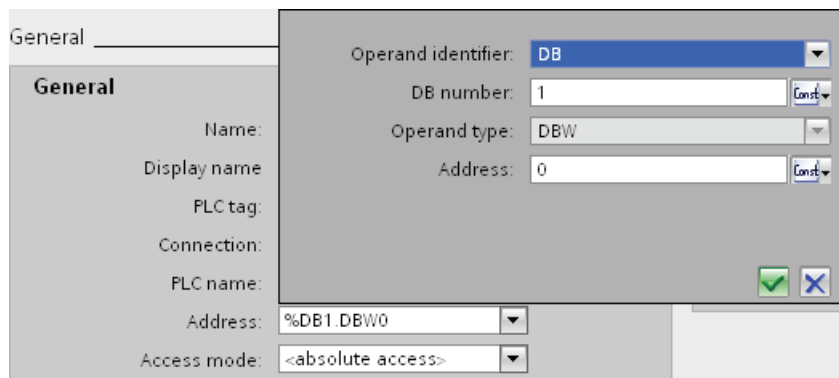 General
General
Name:
Display name
PLC tag:
Connection:
PLC name:
Address: %DB1.DBW0
Access mode: <absolute access>
Operand identifier: DB
DB number: 1 Const
Operand type: DBW
Address: 0 Const